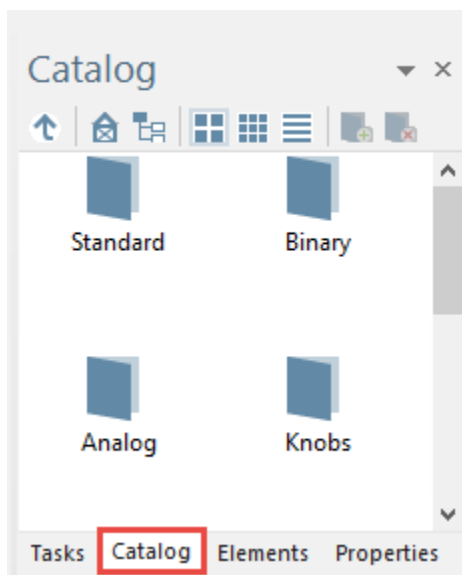 Catalog
Standard Binary
Analog Knobs
Tasks Catalog Elements Properties